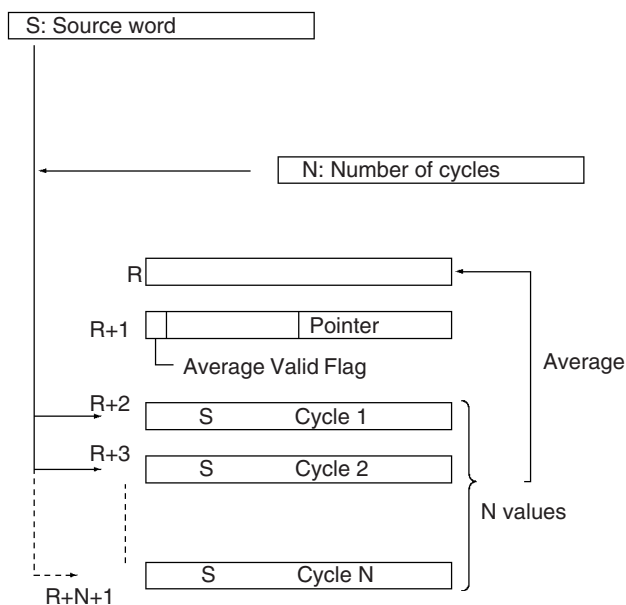 S: Source word
N: Number of cycles
R
R+1
Pointer
Average Valid Flag
Average
R+2
S Cycle 1
R+3
S Cycle 2
N values
S Cycle N
R+N+1